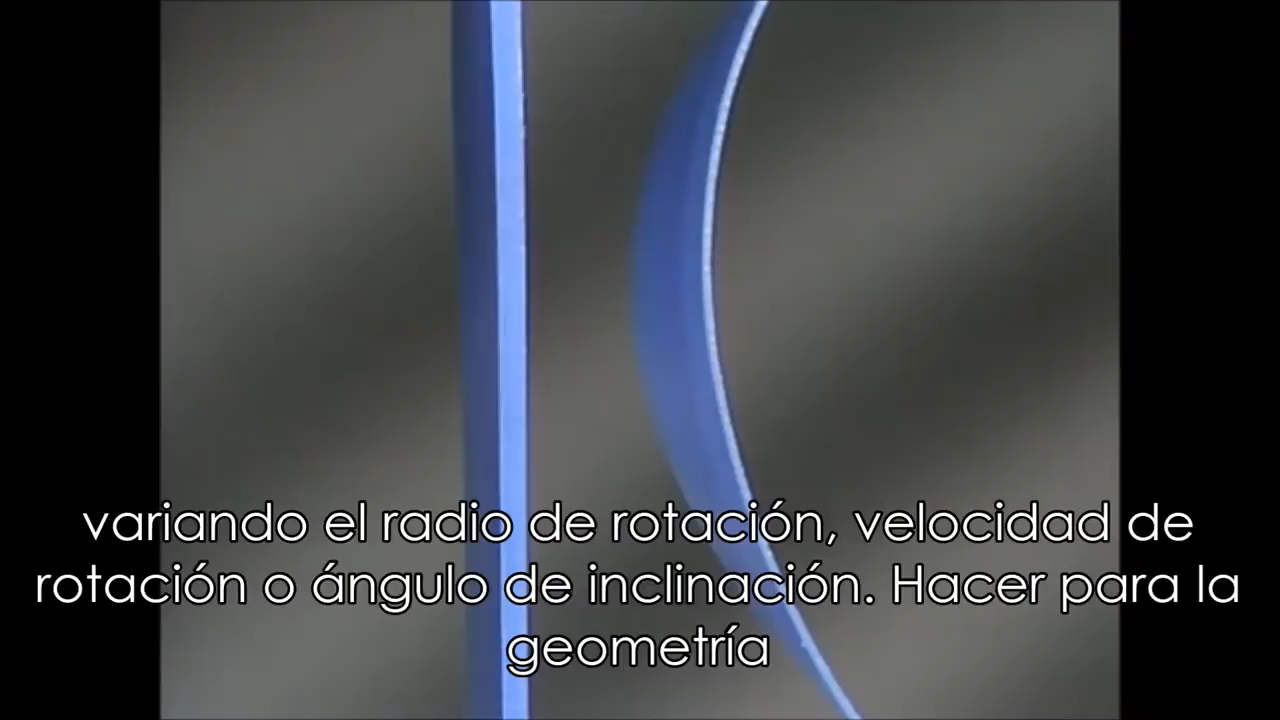 variando el radio de rotación, velocidad de
rotación o ángulo de inclinación. Hacer para la
geometría